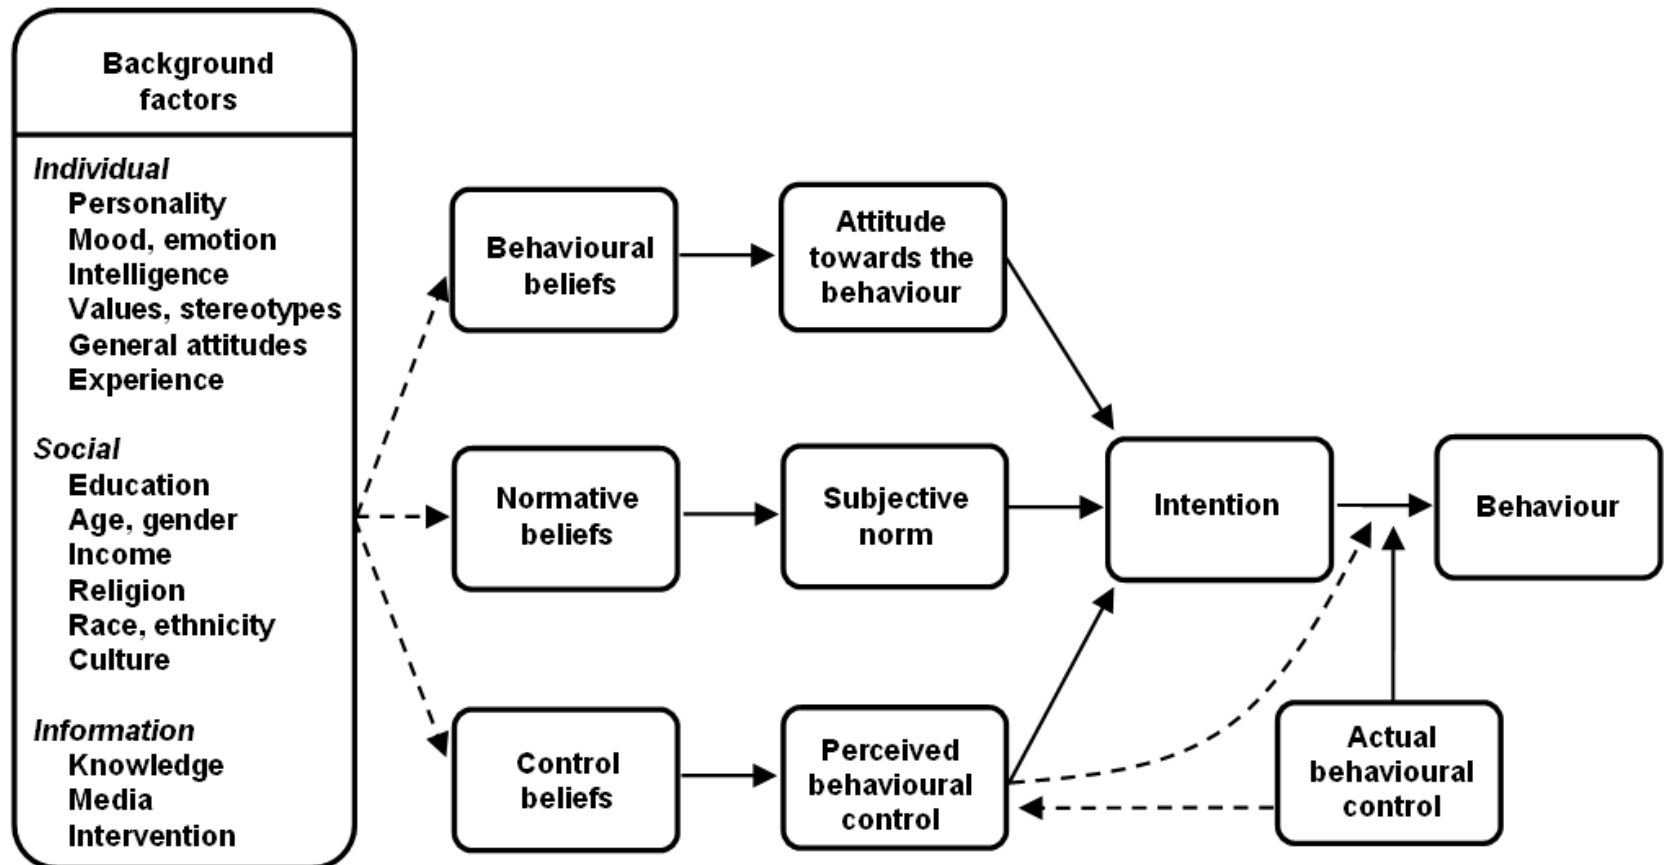 Background
factors
Individual
Personality
Mood, emotion
Intelligence
Values, stereotypes
General attitudes
Experience
Social
Education
Age, gender
Income
Religion
Race, ethnicity
Culture
Information
Knowledge
Media
Intervention
Behavioural
beliefs
Attitude
towards the
behaviour
Normative
beliefs
Subjective
norm
Intention
Behaviour
Control
beliefs
Perceived
behavioural
control
Actual
behavioural
control